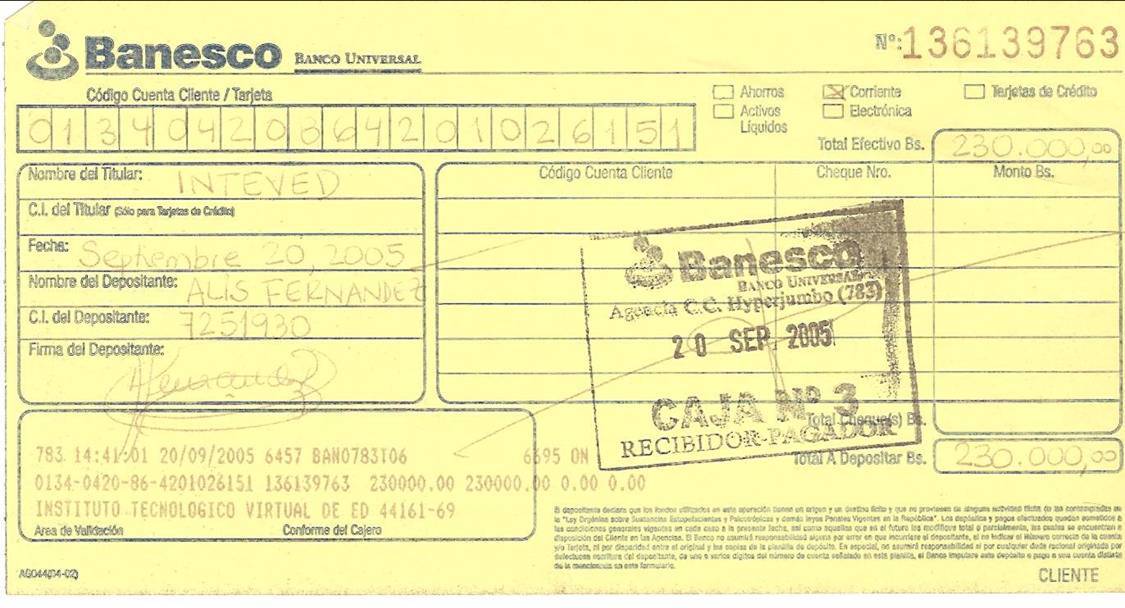 Banesco BANCO UNIVERSAL
Nº:136139763
Código Cuenta Cliente / Tarjeta
01340420864201026151
Ahorros Corriente Tarjetas de Crédito
Activos Líquidos Electrónica
Total Efectivo Bs. 230.000,00
Nombre del Titular: INTEVED
C.I. del Titular (Sólo para Tarjetas de Crédito)
Fecha: Septiembre 20, 2005
Nombre del Depositante: ALIS FERNANDEZ
C.I. del Depositante: 7251930
Firma del Depositante:
Fernández
Código Cuenta Cliente Cheque Nro. Monto Bs.
Banesco
BANCO UNIVERSAL
Agencia C.C. Hyperjumbo (783)
20 SEP 2005
CAJA Nº 3
RECIBIDOR-PAGADOR
Total Cheque(s) Bs.
Total A Depositar Bs. 230.000,00
783 14:41:01 20/09/2005 6457 BAN0783T06 6695 ON
0134-0420-86-4201026151 136139763 230000.00 230000.00 0.00 0.00
INSTITUTO TECNOLOGICO VIRTUAL DE ED 44161-69
Area de Validación Conforme del Cajero
CLIENTE